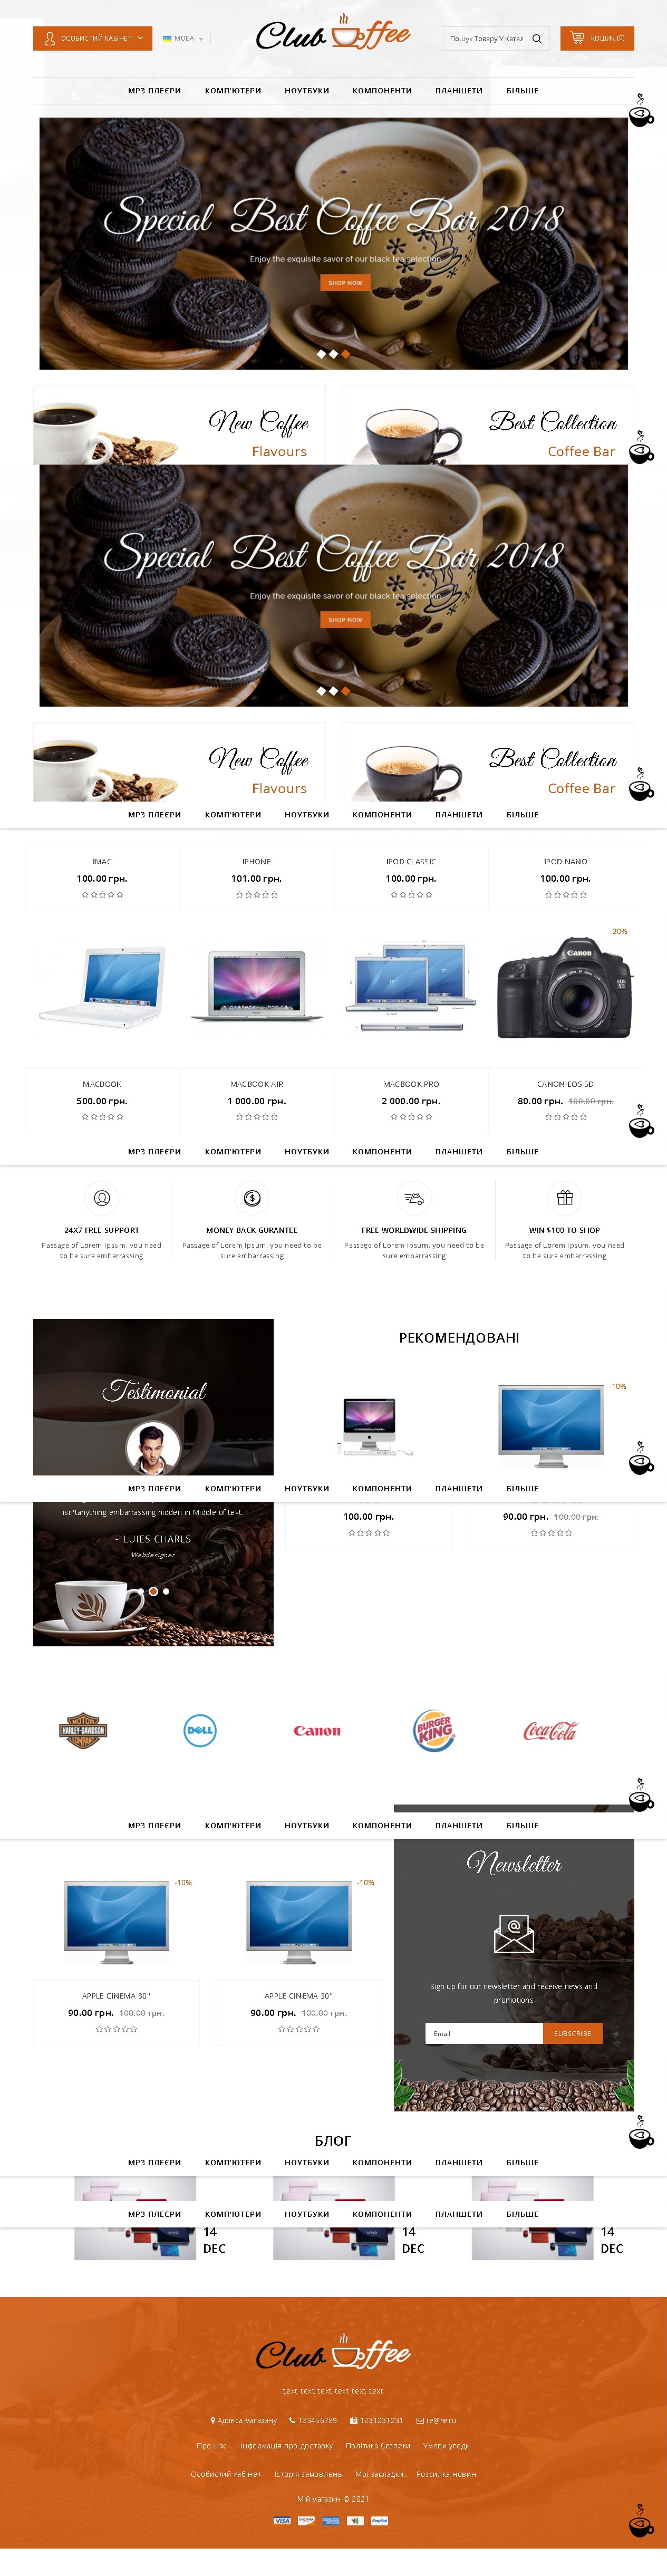 ОСОБИСТИЙ КАБІНЕТ
МОВА
Club Coffee
Пошук Товару У Катал
КОШИК (0)
МР3 ПЛЕЄРИ КОМП'ЮТЕРИ НОУТБУКИ КОМПОНЕНТИ ПЛАНШЕТИ БІЛЬШЕ
Special Best Coffee Bar 2018
Enjoy the exquisite savor of our black tea selection
SHOP NOW
New Coffee
Flavours
Best Collection
Coffee Bar
Special Best Coffee Bar 2018
Enjoy the exquisite savor of our black tea selection
SHOP NOW
New Coffee
Flavours
Best Collection
Coffee Bar
МР3 ПЛЕЄРИ КОМП'ЮТЕРИ НОУТБУКИ КОМПОНЕНТИ ПЛАНШЕТИ БІЛЬШЕ
IMAC IPHONE IPOD CLASSIC IPOD NANO
100.00 грн. 101.00 грн. 100.00 грн. 100.00 грн.
-20%
Canon
MACBOOK MACBOOK AIR MACBOOK PRO CANON EOS 5D
500.00 грн. 1 000.00 грн. 2 000.00 грн. 80.00 грн. 100.00 грн.
МР3 ПЛЕЄРИ КОМП'ЮТЕРИ НОУТБУКИ КОМПОНЕНТИ ПЛАНШЕТИ БІЛЬШЕ
24X7 FREE SUPPORT
Passage of Lorem Ipsum, you need
to be sure embarrassing
MONEY BACK GURANTEE
Passage of Lorem Ipsum, you need to be
sure embarrassing
FREE WORLDWIDE SHIPPING
Passage of Lorem Ipsum, you need to be
sure embarrassing
WIN $100 TO SHOP
Passage of Lorem Ipsum, you need
to be sure embarrassing
Testimonial
РЕКОМЕНДОВАНІ
-10%
МР3 ПЛЕЄРИ КОМП'ЮТЕРИ НОУТБУКИ КОМПОНЕНТИ ПЛАНШЕТИ БІЛЬШЕ
isn'tanything embarrassing hidden in Middle of text.
- LUIES CHARLS
Webdesigner
100.00 грн. 90.00 грн. 100.00 грн.
MOTOR
HARLEY-DAVIDSON
COMPANY
DELL
Canon
BURGER
KING
Coca-Cola
МР3 ПЛЕЄРИ КОМП'ЮТЕРИ НОУТБУКИ КОМПОНЕНТИ ПЛАНШЕТИ БІЛЬШЕ
-10% -10%
APPLE CINEMA 30" APPLE CINEMA 30"
90.00 грн. 100.00 грн. 90.00 грн. 100.00 грн.
Newsletter
Sign up for our newsletter and receive news and
promotions
Email SUBSCRIBE
БЛОГ
МР3 ПЛЕЄРИ КОМП'ЮТЕРИ НОУТБУКИ КОМПОНЕНТИ ПЛАНШЕТИ БІЛЬШЕ
МР3 ПЛЕЄРИ КОМП'ЮТЕРИ НОУТБУКИ КОМПОНЕНТИ ПЛАНШЕТИ БІЛЬШЕ
14 14 14
DEC DEC DEC
Club Coffee
text text text text text text
Адреса магазину 123456789 1231231231 re@re.ru
Про нас Інформація про доставку Політика безпеки Умови угоди
Особистий кабінет Історія замовлень Мої закладки Розсилка новин
Мій магазин © 2021
VISA PayPal